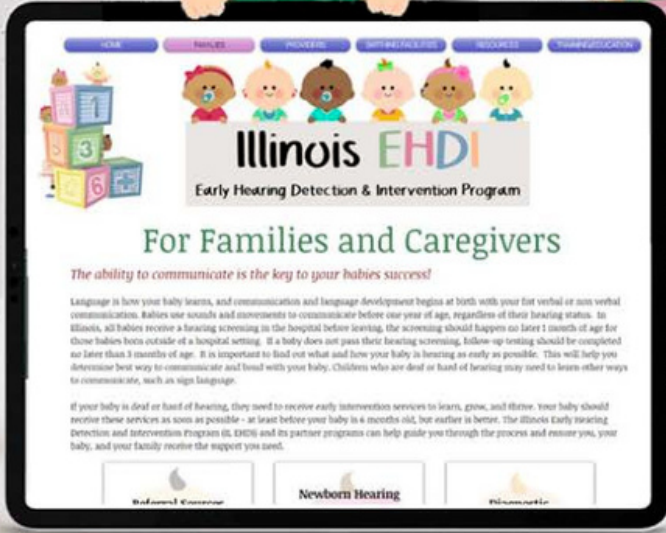 HOME FAMILIES PROVIDERS BIRTHING FACILITIES RESOURCES TRAINING/EDUCATION
1
3
6
Illinois EHDI
Early Hearing Detection & Intervention Program
For Families and Caregivers
The ability to communicate is the key to your babies success!
Language is how your baby learns, and communication and language development begins at birth with your fist verbal or non verbal
communication. Babies use sounds and movements to communicate before one year of age, regardless of their hearing status. In
Illinois, all babies receive a hearing screening in the hospital before leaving, the screening should happen no later 1 month of age for
those babies born outside of a hospital setting. If a baby does not pass their hearing screening, follow-up testing should be completed
no later than 3 months of age. It is important to find out what and how your baby is hearing as early as possible. This will help you
determine best way to communicate and bond with your baby. Children who are deaf or hard of hearing may need to learn other ways
to communicate, such as sign language.
If your baby is deaf or hard of hearing, they need to receive early intervention services to learn, grow, and thrive. Your baby should
receive these services as soon as possible - at least before your baby is 6 months old, but earlier is better. The Illinois Early Hearing
Detection and Intervention Program (IL EHDI) and its partner programs can help guide you through the process and ensure you, your
baby, and your family receive the support you need.
Referral Sources Newborn Hearing Diagnostic